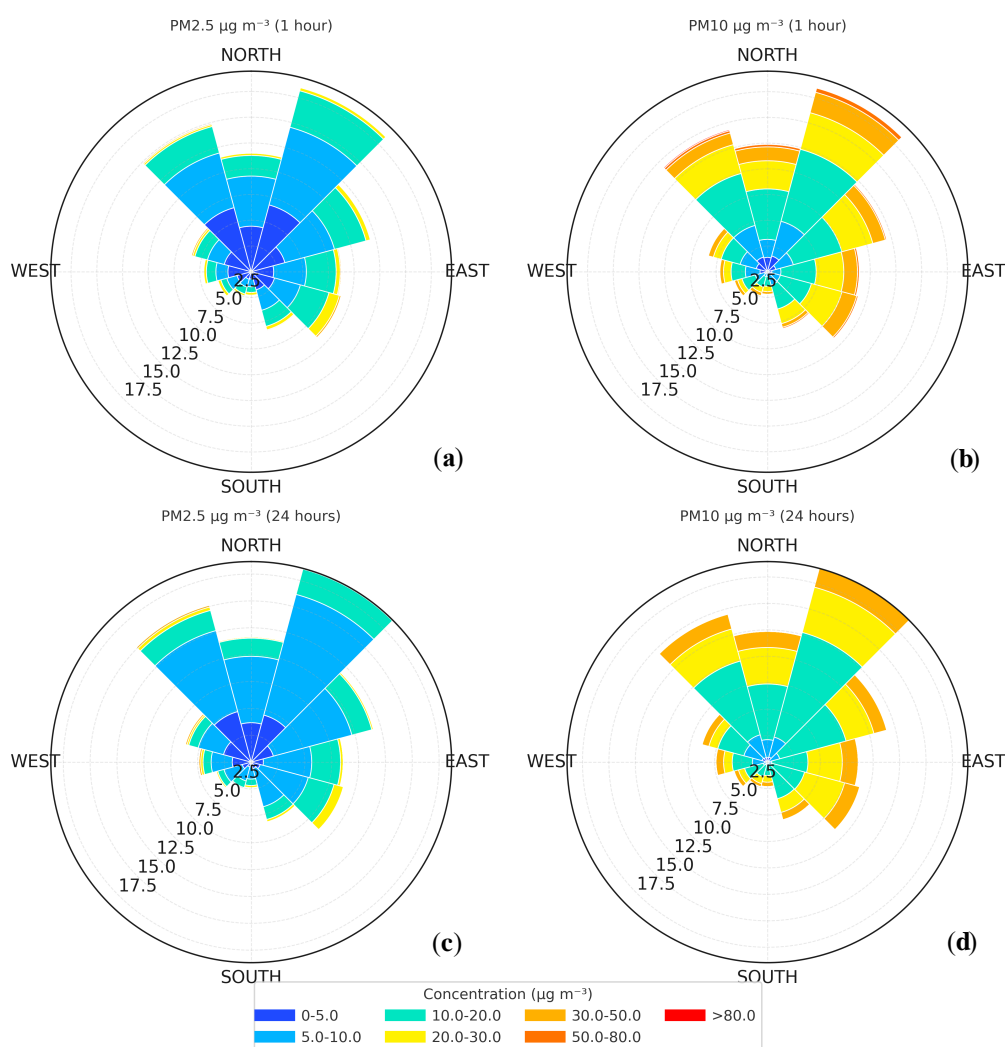 PM2.5 µg m⁻³ (1 hour)
NORTH
WEST
EAST
2.5
5.0
7.5
10.0
12.5
15.0
17.5
(a)
SOUTH
PM10 µg m⁻³ (1 hour)
NORTH
WEST
EAST
2.5
5.0
7.5
10.0
12.5
15.0
17.5
(b)
SOUTH
PM2.5 µg m⁻³ (24 hours)
NORTH
WEST
EAST
2.5
5.0
7.5
10.0
12.5
15.0
17.5
(c)
SOUTH
PM10 µg m⁻³ (24 hours)
NORTH
WEST
EAST
2.5
5.0
7.5
10.0
12.5
15.0
17.5
(d)
SOUTH
Concentration (µg m⁻³)
0-5.0
10.0-20.0
30.0-50.0
>80.0
5.0-10.0
20.0-30.0
50.0-80.0